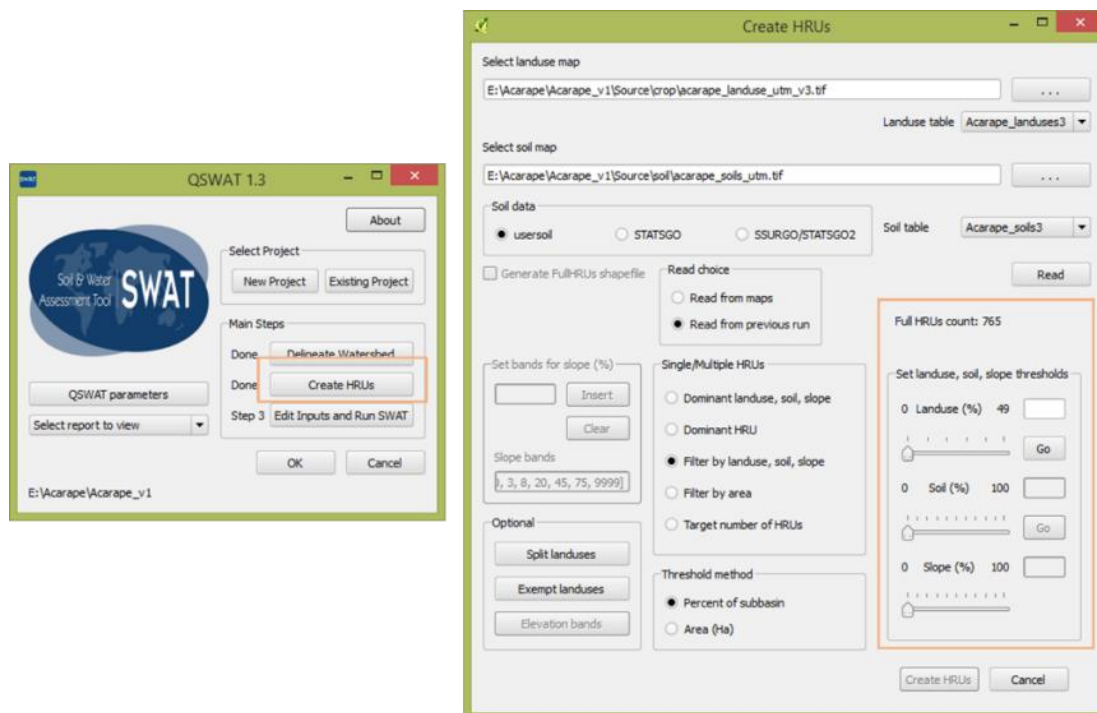 QSWAT 1.3
SWAT
About
Soil & Water
Assessment Tool
SWAT
Select Project
New Project
Existing Project
Main Steps
Done
Delineate Watershed
Done
Create HRUs
Step 3
Edit Inputs and Run SWAT
QSWAT parameters
Select report to view
OK
Cancel
E:\Acarape\Acarape_v1
Create HRUs
Select landuse map
E:\Acarape\Acarape_v1\Source\crop\acarape_landuse_utm_v3.tif
...
Landuse table
Acarape_landuses3
Select soil map
E:\Acarape\Acarape_v1\Source\soil\acarape_soils_utm.tif
...
Soil data
usersoil
STATSGO
SSURGO/STATSGO2
Soil table
Acarape_soils3
Generate FullHRUs shapefile
Read choice
Read from maps
Read from previous run
Read
Full HRUs count: 765
Set bands for slope (%)
Insert
Clear
Slope bands
, 3, 8, 20, 45, 75, 9999]
Single/Multiple HRUs
Dominant landuse, soil, slope
Dominant HRU
Filter by landuse, soil, slope
Filter by area
Target number of HRUs
Set landuse, soil, slope thresholds
0 Landuse (%) 49
Go
0 Soil (%) 100
Go
0 Slope (%) 100
Optional
Split landuses
Exempt landuses
Elevation bands
Threshold method
Percent of subbasin
Area (Ha)
Create HRUs
Cancel